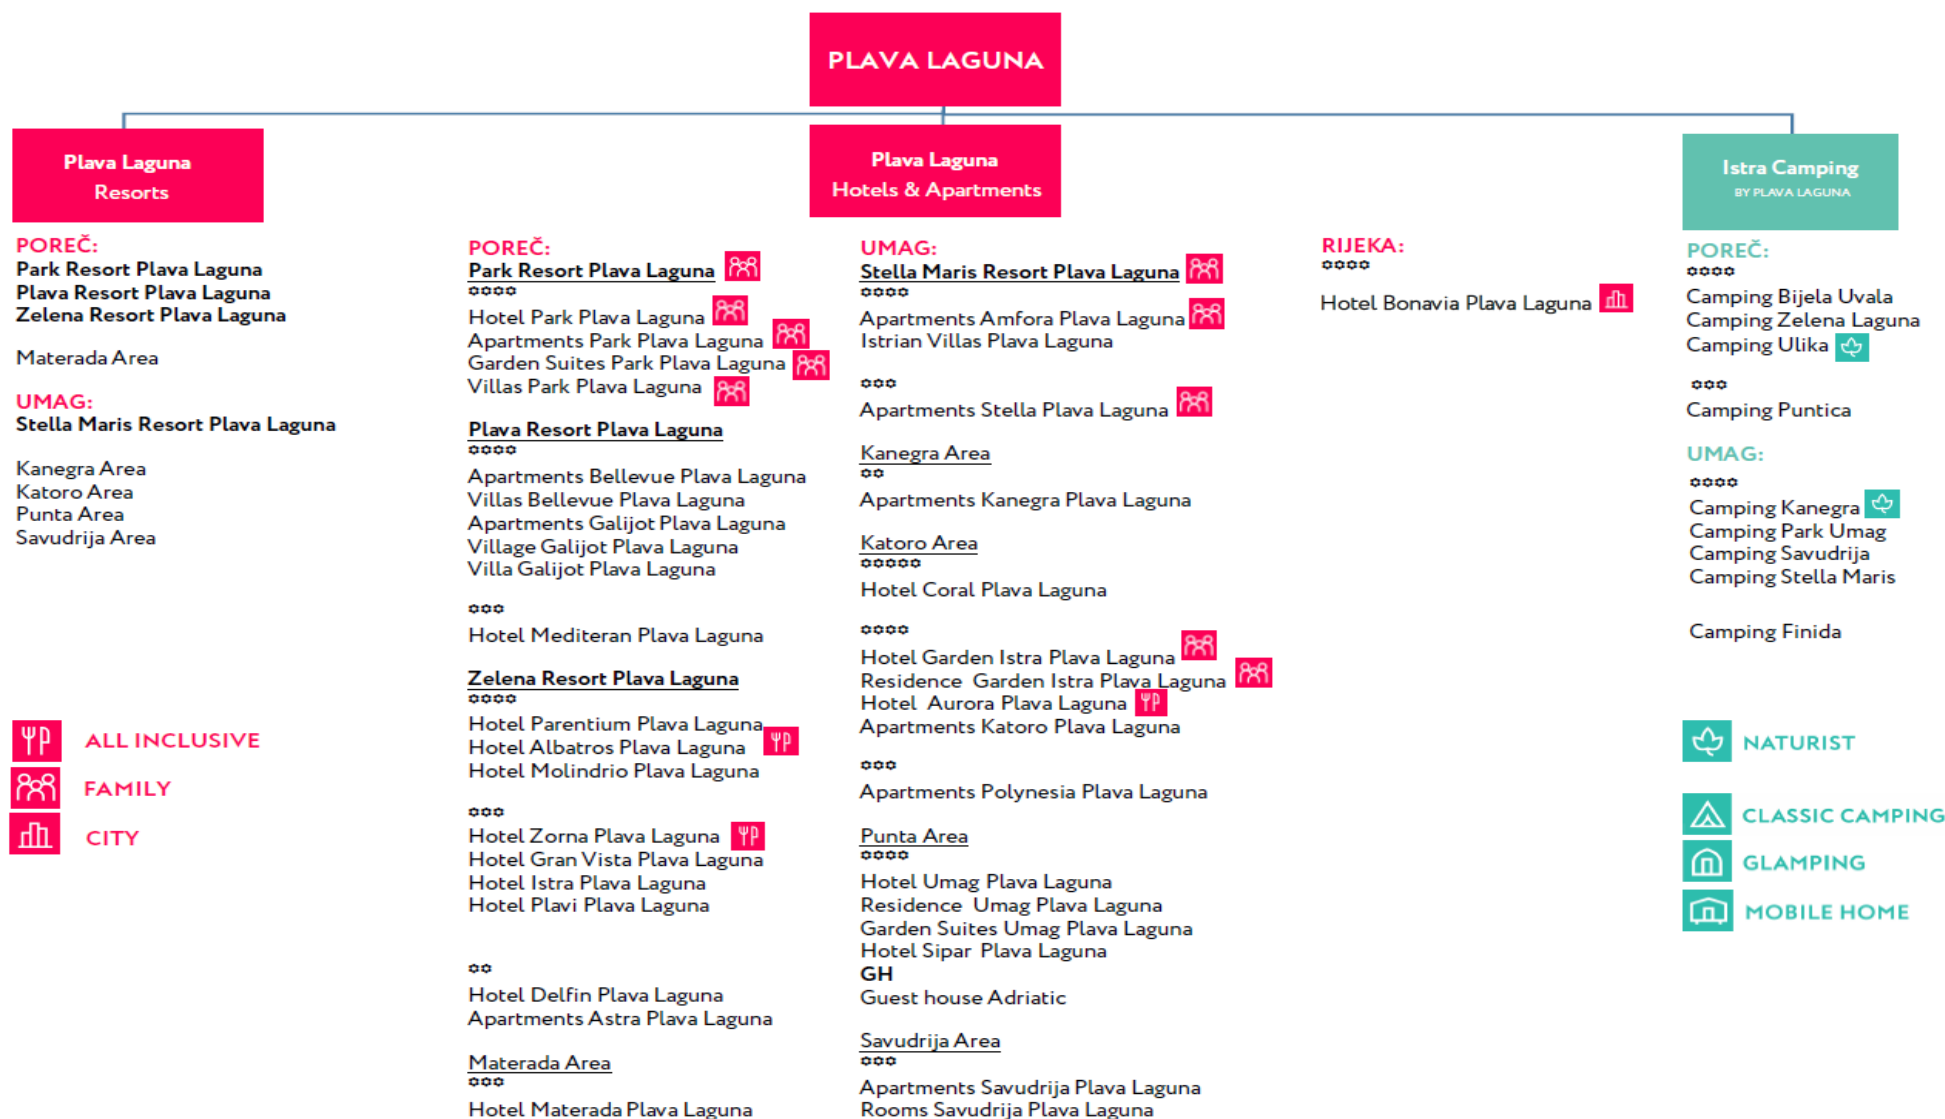 PLAVA LAGUNA
Plava Laguna
Resorts
POREČ:
Park Resort Plava Laguna
Plava Resort Plava Laguna
Zelena Resort Plava Laguna
Materada Area
UMAG:
Stella Maris Resort Plava Laguna
Kanegra Area
Katoro Area
Punta Area
Savudrija Area
ALL INCLUSIVE
FAMILY
CITY
Plava Laguna
Hotels & Apartments
POREČ:
Park Resort Plava Laguna
Hotel Park Plava Laguna
Apartments Park Plava Laguna
Garden Suites Park Plava Laguna
Villas Park Plava Laguna
Plava Resort Plava Laguna
Apartments Bellevue Plava Laguna
Villas Bellevue Plava Laguna
Apartments Galijot Plava Laguna
Village Galijot Plava Laguna
Villa Galijot Plava Laguna
Hotel Mediteran Plava Laguna
Zelena Resort Plava Laguna
Hotel Parentium Plava Laguna
Hotel Albatros Plava Laguna
Hotel Molindrio Plava Laguna
Hotel Zorna Plava Laguna
Hotel Gran Vista Plava Laguna
Hotel Istra Plava Laguna
Hotel Plavi Plava Laguna
Hotel Delfin Plava Laguna
Apartments Astra Plava Laguna
Materada Area
Hotel Materada Plava Laguna
UMAG:
Stella Maris Resort Plava Laguna
Apartments Amfora Plava Laguna
Istrian Villas Plava Laguna
Apartments Stella Plava Laguna
Kanegra Area
Apartments Kanegra Plava Laguna
Katoro Area
Hotel Coral Plava Laguna
Hotel Garden Istra Plava Laguna
Residence Garden Istra Plava Laguna
Hotel Aurora Plava Laguna
Apartments Katoro Plava Laguna
Apartments Polynesia Plava Laguna
Punta Area
Hotel Umag Plava Laguna
Residence Umag Plava Laguna
Garden Suites Umag Plava Laguna
Hotel Sipar Plava Laguna
GH
Guest house Adriatic
Savudrija Area
Apartments Savudrija Plava Laguna
Rooms Savudrija Plava Laguna
RIJEKA:
Hotel Bonavia Plava Laguna
Istra Camping
BY PLAVA LAGUNA
POREČ:
Camping Bijela Uvala
Camping Zelena Laguna
Camping Ulika
Camping Puntica
UMAG:
Camping Kanegra
Camping Park Umag
Camping Savudrija
Camping Stella Maris
Camping Finida
NATURIST
CLASSIC CAMPING
GLAMPING
MOBILE HOME